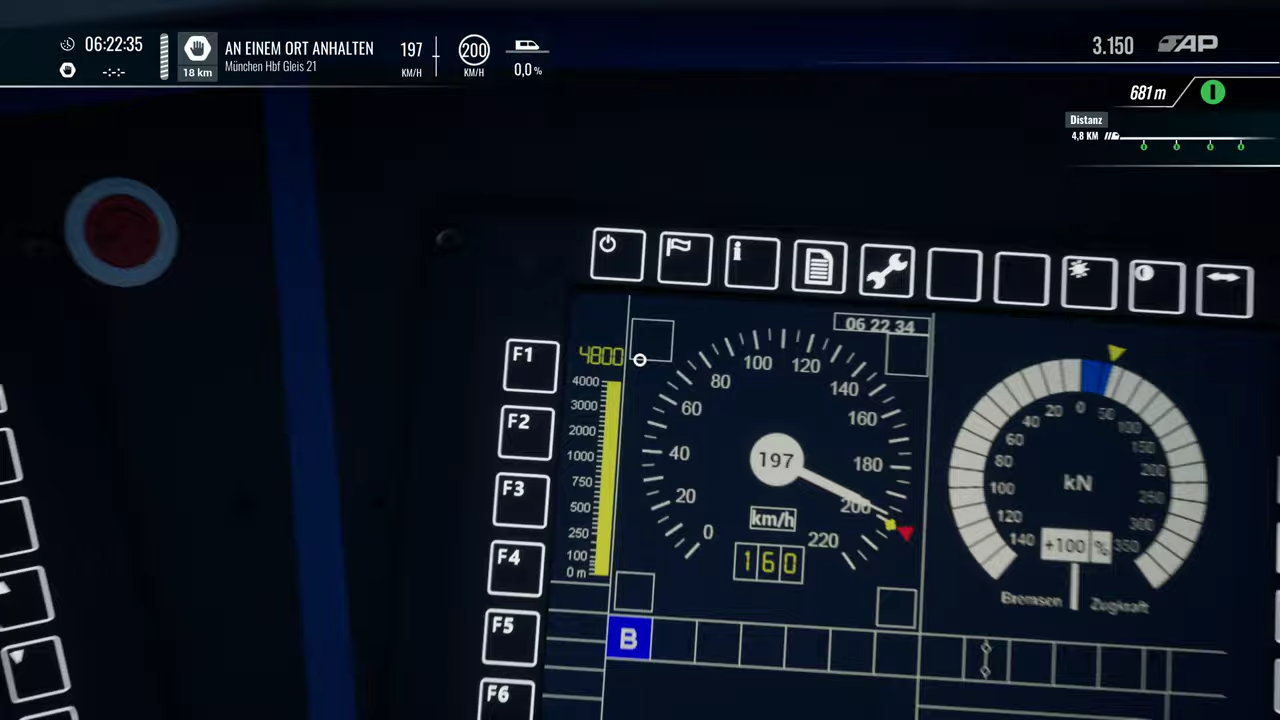 06:22:35
-:-:-
18 km
AN EINEM ORT ANHALTEN
München Hbf Gleis 21
197
KM/H
200
KM/H
0,0 %
3.150 AP
681 m
Distanz
4,8 KM
i
06 22 34
F1
F2
F3
F4
F5
F6
4800
4000
3000
2000
1000
750
500
250
100
0 m
0
20
40
60
80
100
120
140
160
180
200
220
197
km/h
160
B
140
120
100
80
60
40
20
0
50
100
150
200
250
300
350
kN
+100 %
Bremsen
Zugkraft